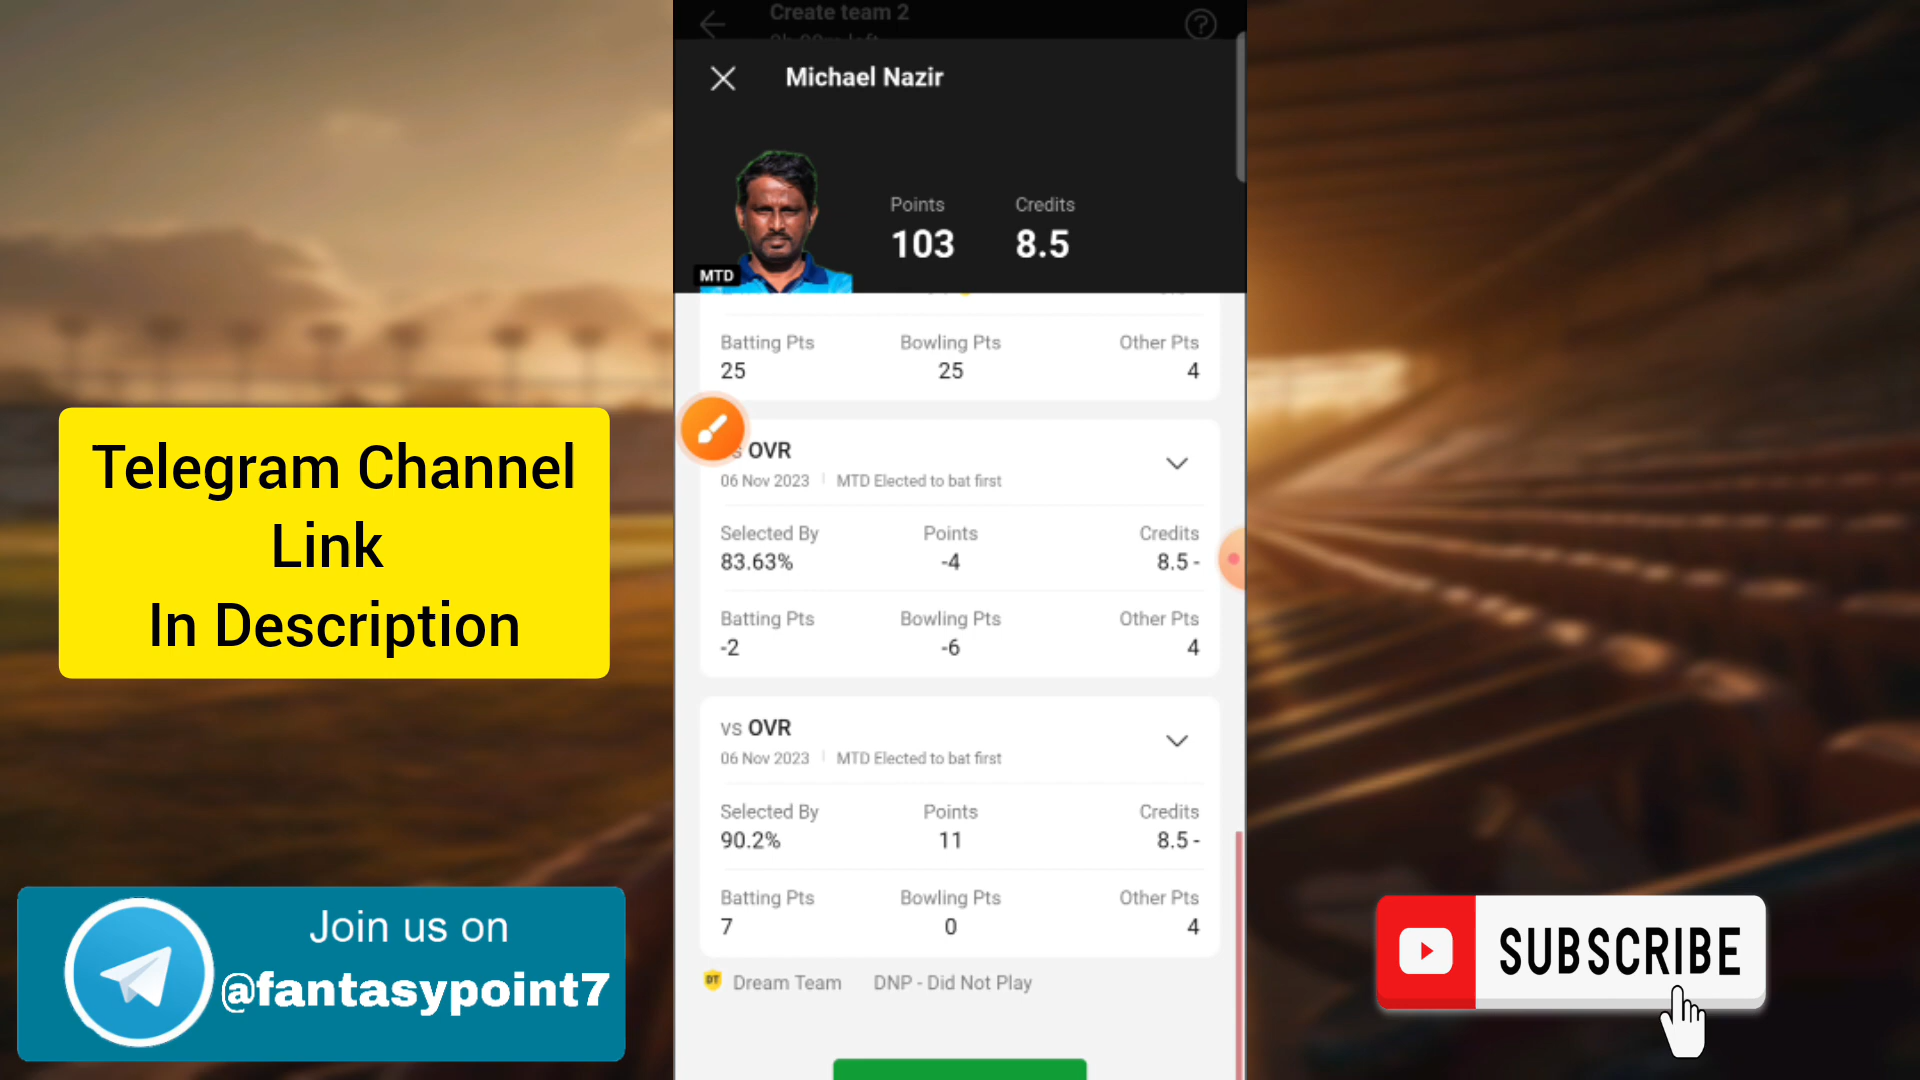 Create team 2
Michael Nazir
Points
Credits
103
8.5
MTD
Batting Pts
Bowling Pts
Other Pts
25
25
4
OVR
06 Nov 2023
MTD Elected to bat first
Selected By
Points
Credits
83.63%
-4
8.5 -
Batting Pts
Bowling Pts
Other Pts
-2
-6
4
vs OVR
06 Nov 2023
MTD Elected to bat first
Selected By
Points
Credits
90.2%
11
8.5 -
Batting Pts
Bowling Pts
Other Pts
7
0
4
DT Dream Team
DNP - Did Not Play
Telegram Channel
Link
In Description
Join us on
@fantasypoint7
SUBSCRIBE